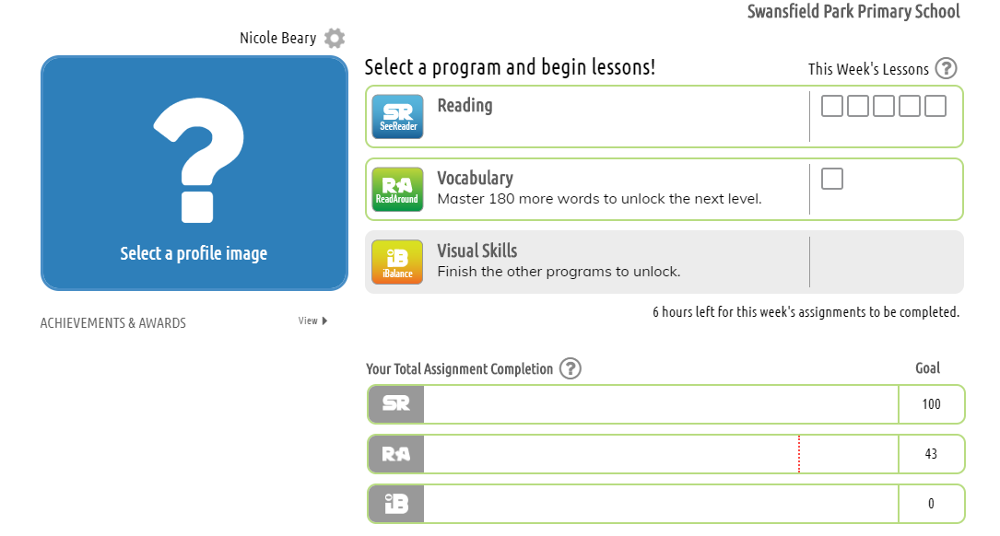 Swansfield Park Primary School
Nicole Beary
Select a program and begin lessons!
This Week's Lessons ?
SR
SeeReader
Reading
?
RA
ReadAround
Vocabulary
Master 180 more words to unlock the next level.
Select a profile image
iB
iBalance
Visual Skills
Finish the other programs to unlock.
6 hours left for this week's assignments to be completed.
ACHIEVEMENTS & AWARDS
View
Your Total Assignment Completion ?
Goal
SR
100
RA
43
iB
0